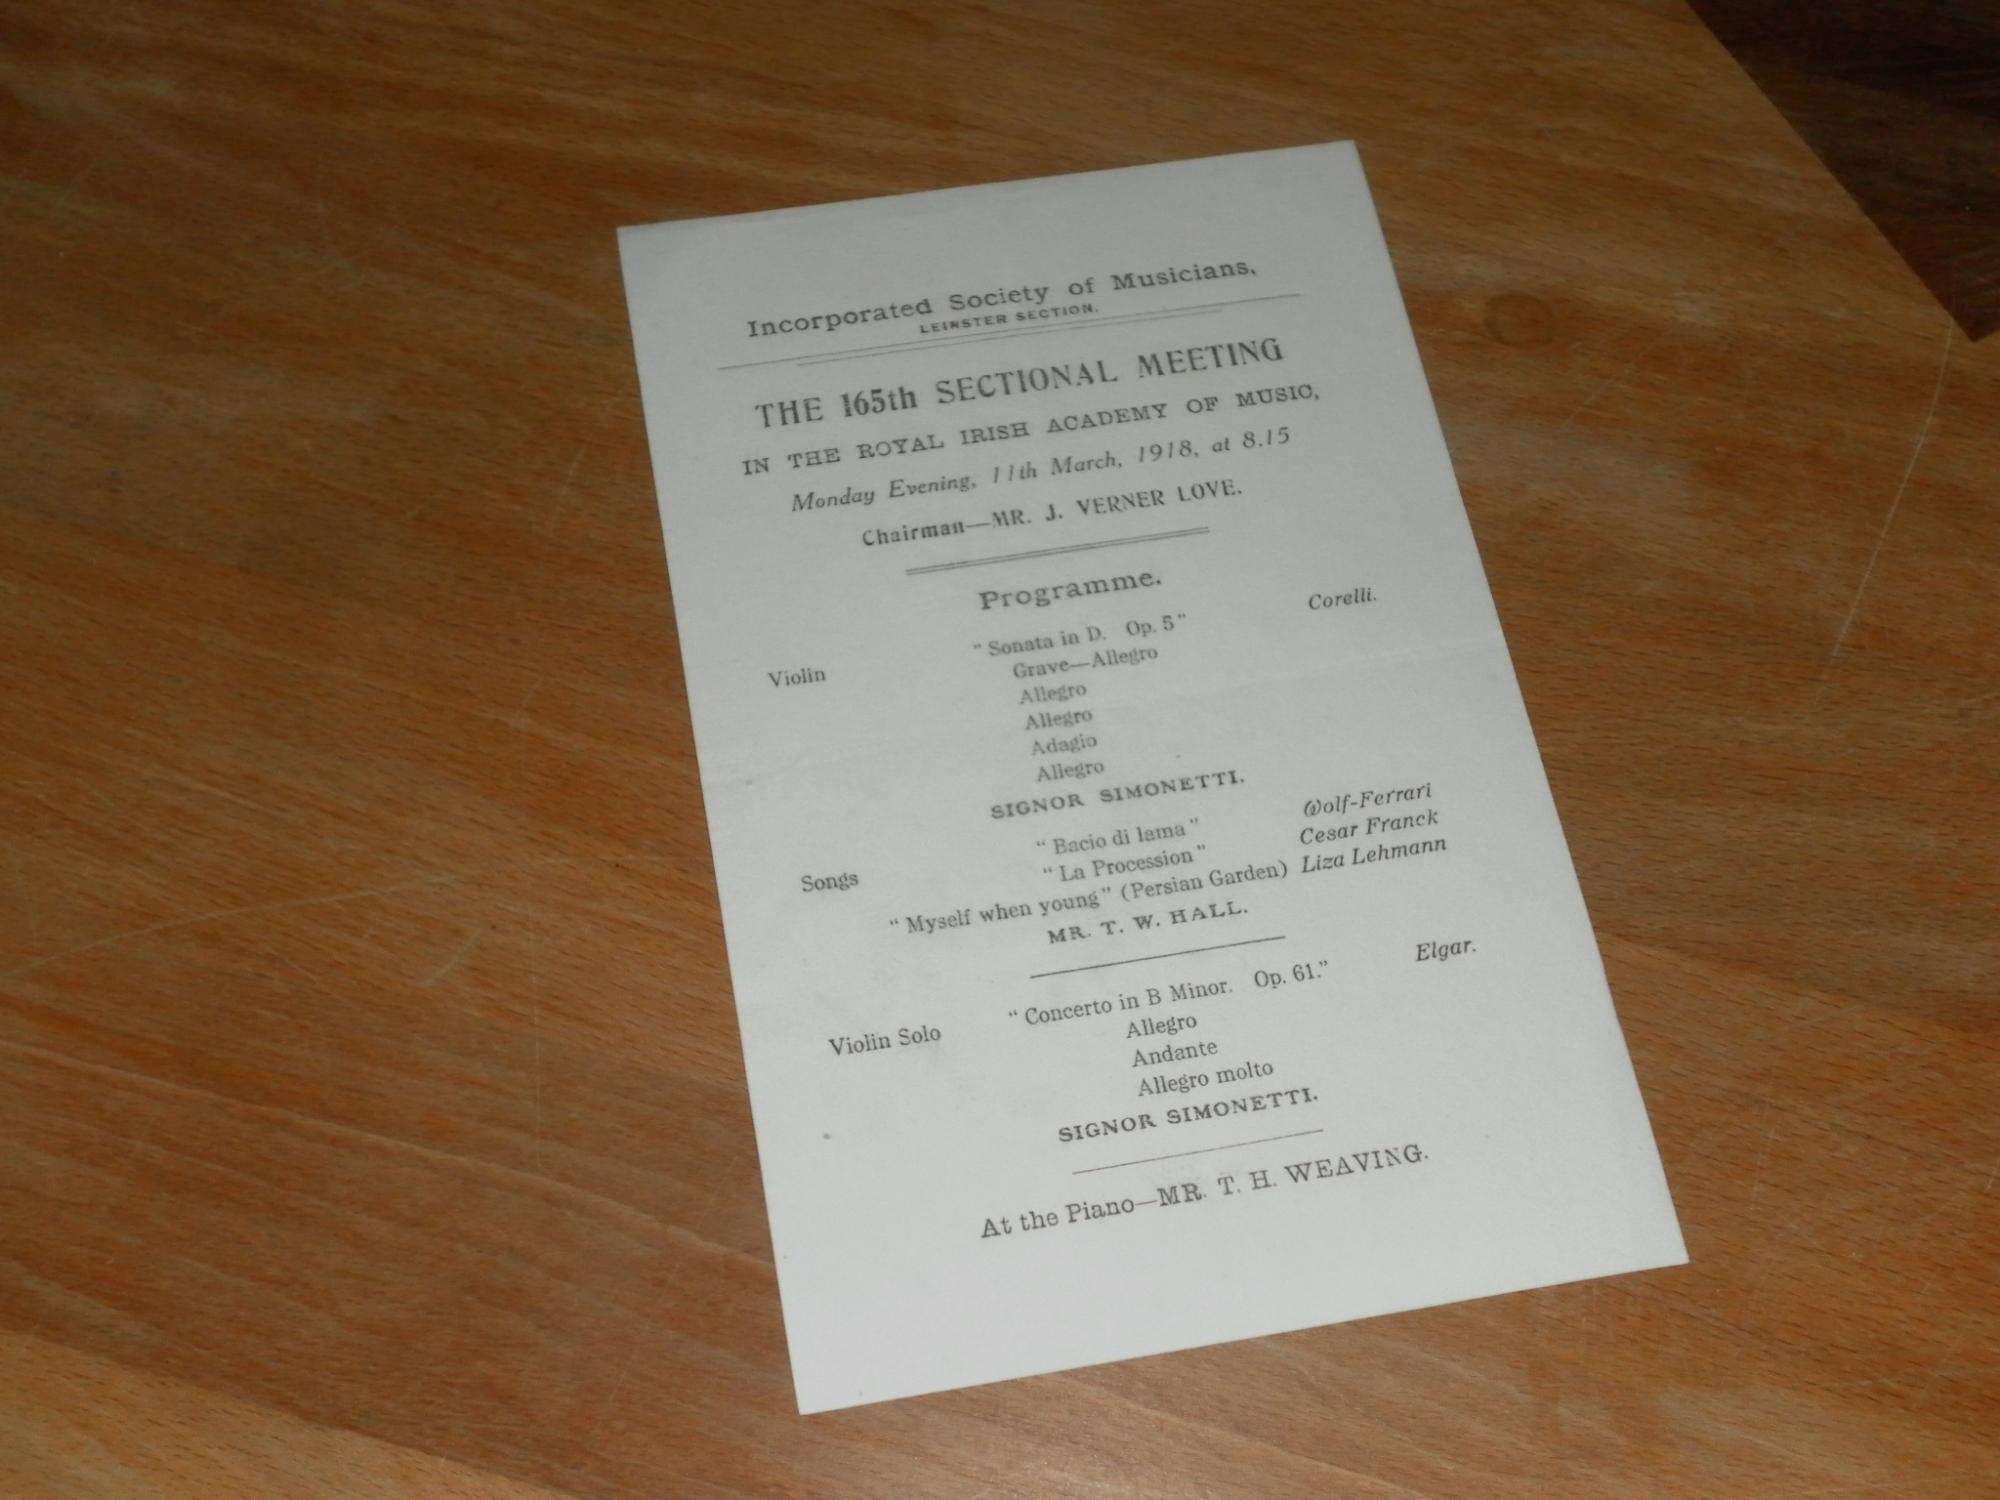 Incorporated Society of Musicians,
LEINSTER SECTION.
THE 165th SECTIONAL MEETING
IN THE ROYAL IRISH ACADEMY OF MUSIC,
Monday Evening, 11th March, 1918, at 8.15
Chairman—MR. J. VERNER LOVE.
Programme.
Violin “Sonata in D. Op. 5” Corelli.
Grave—Allegro
Allegro
Allegro
Adagio
Allegro
SIGNOR SIMONETTI.
Songs “Bacio di lama” Wolf-Ferrari
“La Procession” Cesar Franck
“Myself when young” (Persian Garden) Liza Lehmann
MR. T. W. HALL.
Violin Solo “Concerto in B Minor. Op. 61.” Elgar.
Allegro
Andante
Allegro molto
SIGNOR SIMONETTI.
At the Piano—MR. T. H. WEAVING.